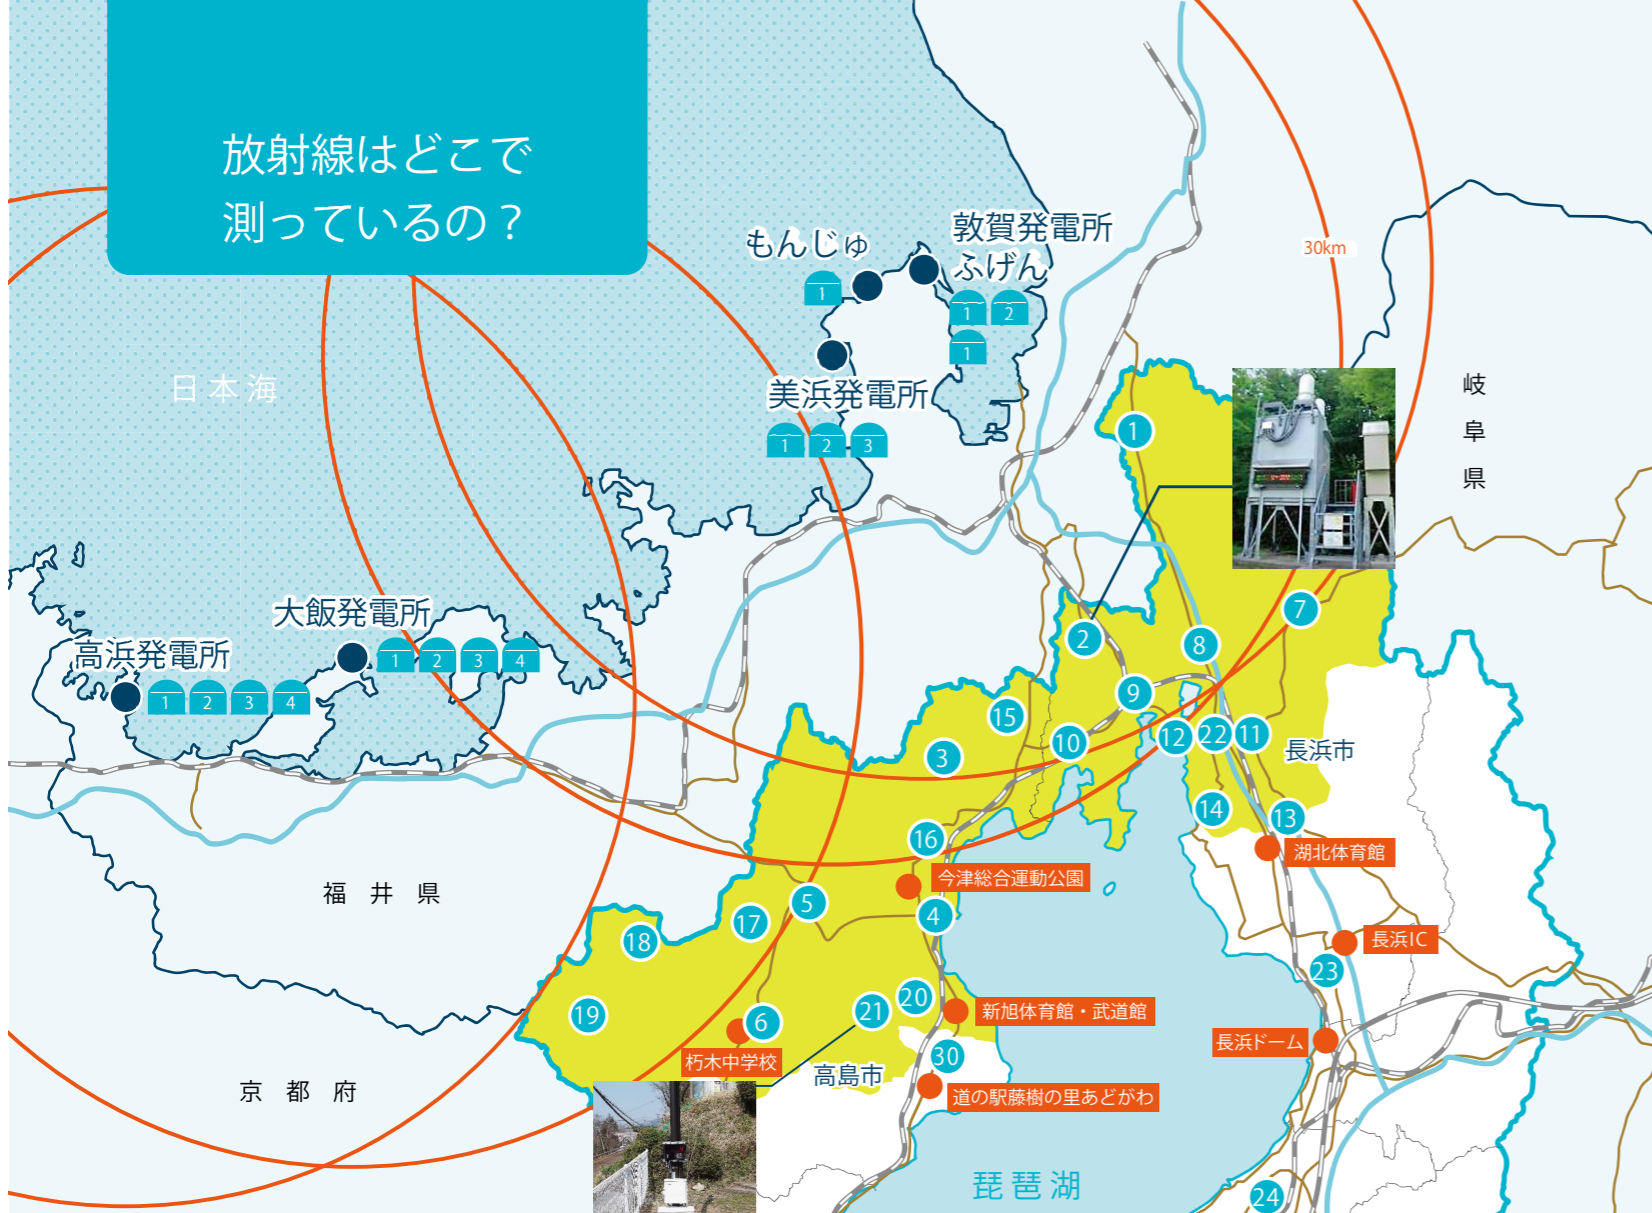 放射線はどこで
測っているの？
日本海
もんじゅ
1
敦賀発電所
ふげん
1 2
1
美浜発電所
1 2 3
大飯発電所
1 2 3 4
高浜発電所
1 2 3 4
30km
岐阜県
福井県
京都府
1
2
7
8
9
15
3
10
12
22
11
長浜市
14
13
湖北体育館
16
今津総合運動公園
5
4
17
18
長浜IC
23
19
21
20
6
新旭体育館・武道館
朽木中学校
長浜ドーム
30
高島市
道の駅藤樹の里あどがわ
琵琶湖
24